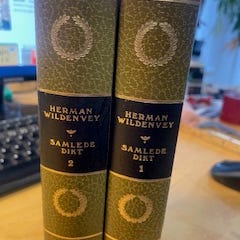 HERMAN
WILDENVEY
SAMLEDE
DIKT
2
HERMAN
WILDENVEY
SAMLEDE
DIKT
1